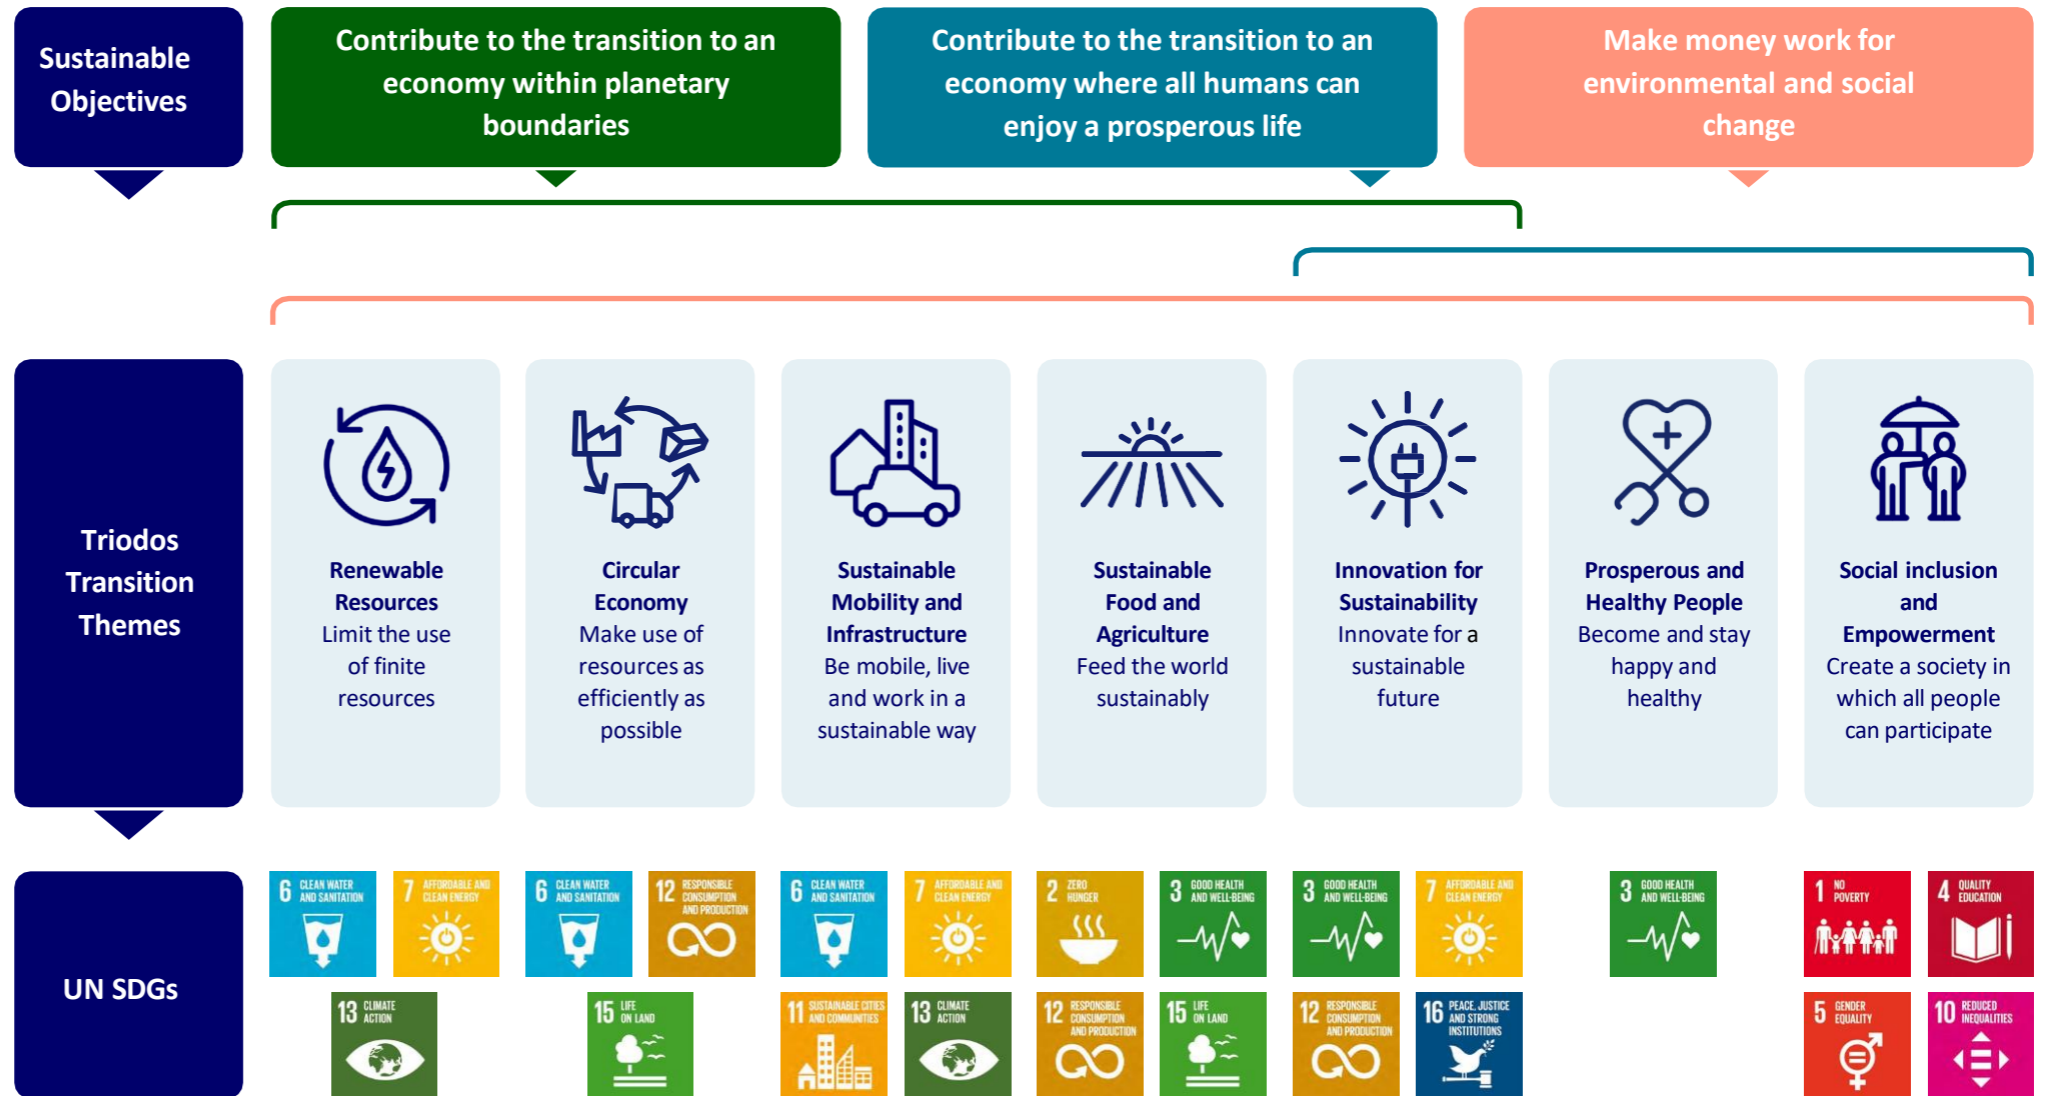 Sustainable
Objectives
Contribute to the transition to an
economy within planetary
boundaries
Contribute to the transition to an
economy where all humans can
enjoy a prosperous life
Make money work for
environmental and social
change
Triodos
Transition
Themes
Renewable
Resources
Limit the use
of finite
resources
Circular
Economy
Make use of
resources as
efficiently as
possible
Sustainable
Mobility and
Infrastructure
Be mobile, live
and work in a
sustainable way
Sustainable
Food and
Agriculture
Feed the world
sustainably
Innovation for
Sustainability
Innovate for a
sustainable
future
Prosperous and
Healthy People
Become and stay
happy and
healthy
Social inclusion
and
Empowerment
Create a society in
which all people
can participate
UN SDGs
6 CLEAN WATER
AND SANITATION
7 AFFORDABLE AND
CLEAN ENERGY
13 CLIMATE
ACTION
6 CLEAN WATER
AND SANITATION
12 RESPONSIBLE
CONSUMPTION
AND PRODUCTION
15 LIFE
ON LAND
6 CLEAN WATER
AND SANITATION
7 AFFORDABLE AND
CLEAN ENERGY
11 SUSTAINABLE CITIES
AND COMMUNITIES
13 CLIMATE
ACTION
2 ZERO
HUNGER
3 GOOD HEALTH
AND WELL-BEING
12 RESPONSIBLE
CONSUMPTION
AND PRODUCTION
15 LIFE
ON LAND
3 GOOD HEALTH
AND WELL-BEING
7 AFFORDABLE AND
CLEAN ENERGY
12 RESPONSIBLE
CONSUMPTION
AND PRODUCTION
16 PEACE, JUSTICE
AND STRONG
INSTITUTIONS
3 GOOD HEALTH
AND WELL-BEING
1 NO
POVERTY
4 QUALITY
EDUCATION
5 GENDER
EQUALITY
10 REDUCED
INEQUALITIES